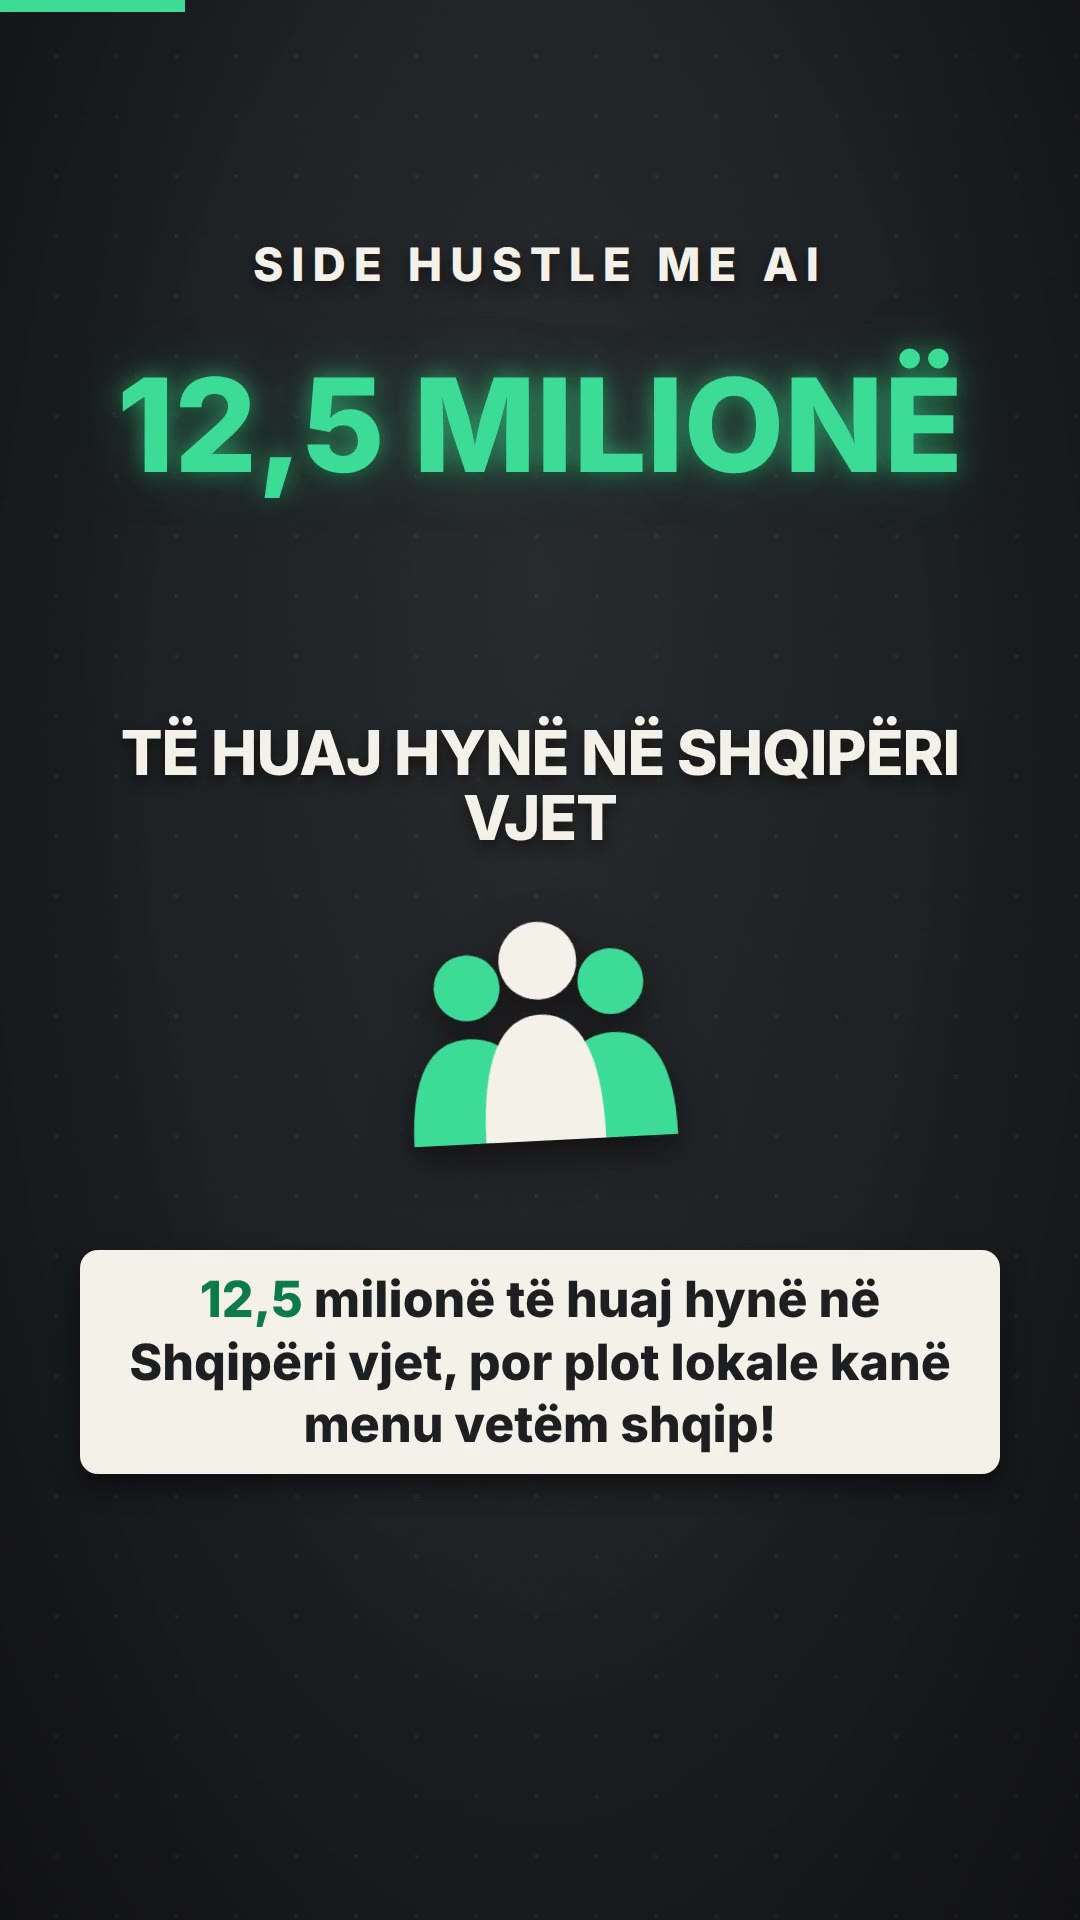 SIDE HUSTLE ME AI
12,5 MILIONË
TË HUAJ HYNË NË SHQIPËRI
VJET
12,5 milionë të huaj hynë në
Shqipëri vjet, por plot lokale kanë
menu vetëm shqip!